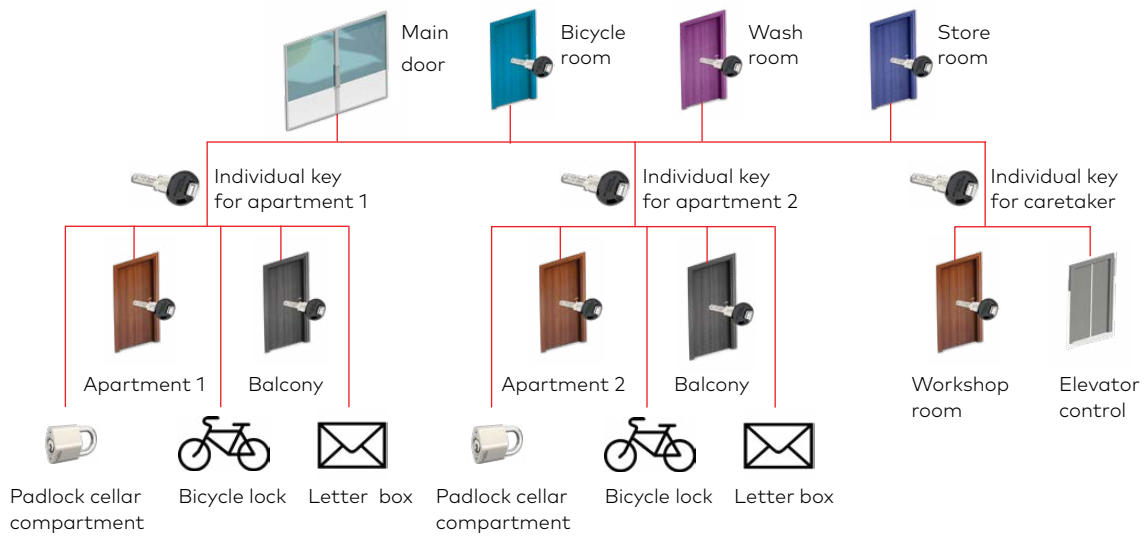 Main
door
Bicycle
room
Wash
room
Store
room
Individual key
for apartment 1
Individual key
for apartment 2
Individual key
for caretaker
Apartment 1
Balcony
Apartment 2
Balcony
Workshop
room
Elevator
control
Padlock cellar
compartment
Bicycle lock
Letter box
Padlock cellar
compartment
Bicycle lock
Letter box